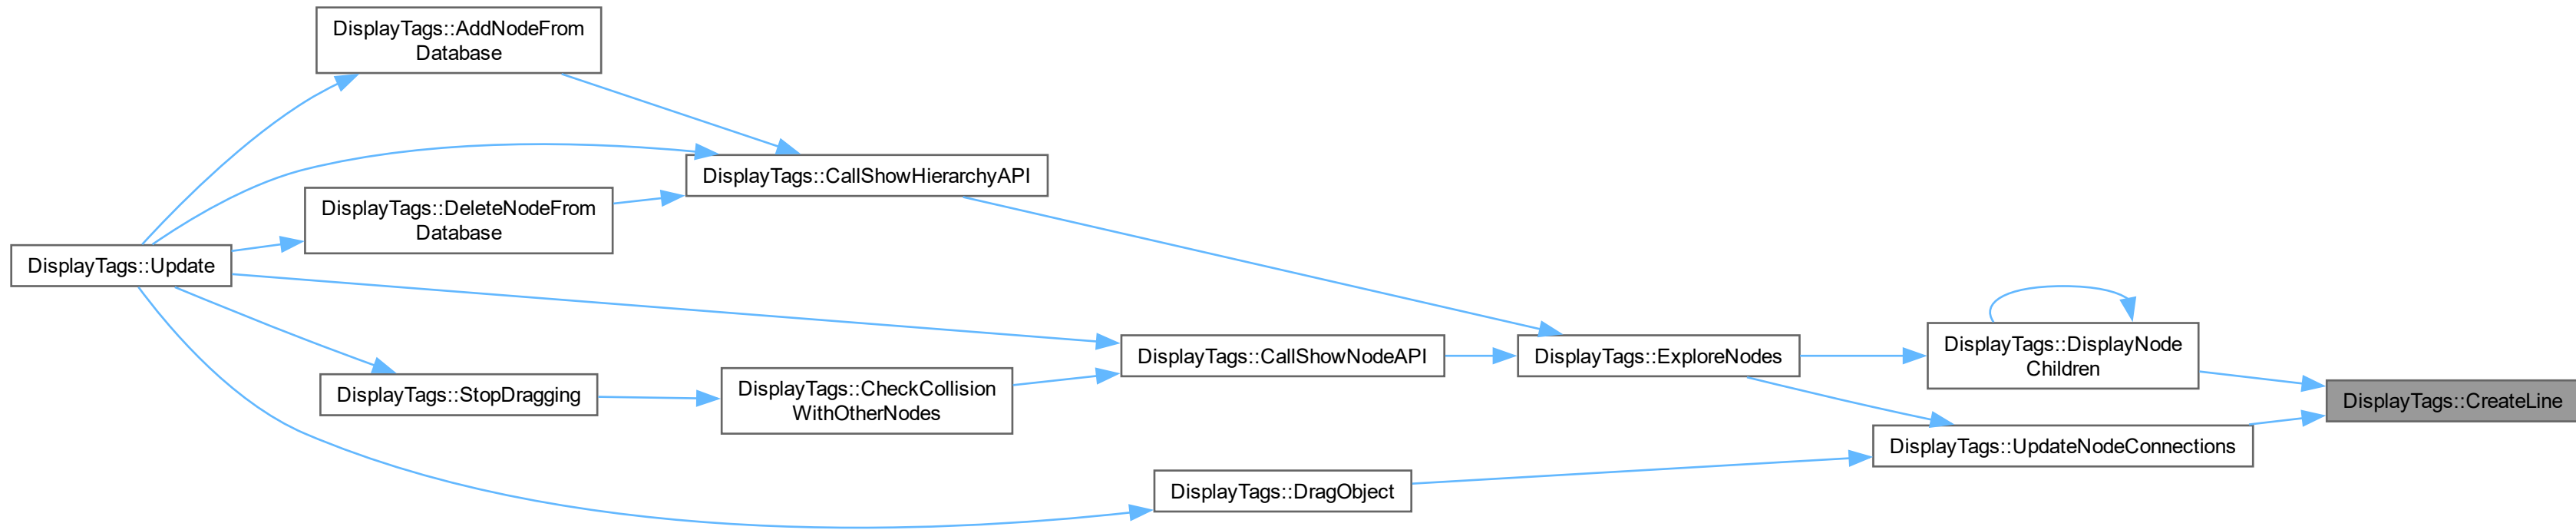 DisplayTags::AddNodeFrom
Database
DisplayTags::CallShowHierarchyAPI
DisplayTags::DeleteNodeFrom
Database
DisplayTags::Update
DisplayTags::DisplayNode
Children
DisplayTags::CallShowNodeAPI
DisplayTags::ExploreNodes
DisplayTags::StopDragging
DisplayTags::CheckCollision
WithOtherNodes
DisplayTags::CreateLine
DisplayTags::UpdateNodeConnections
DisplayTags::DragObject